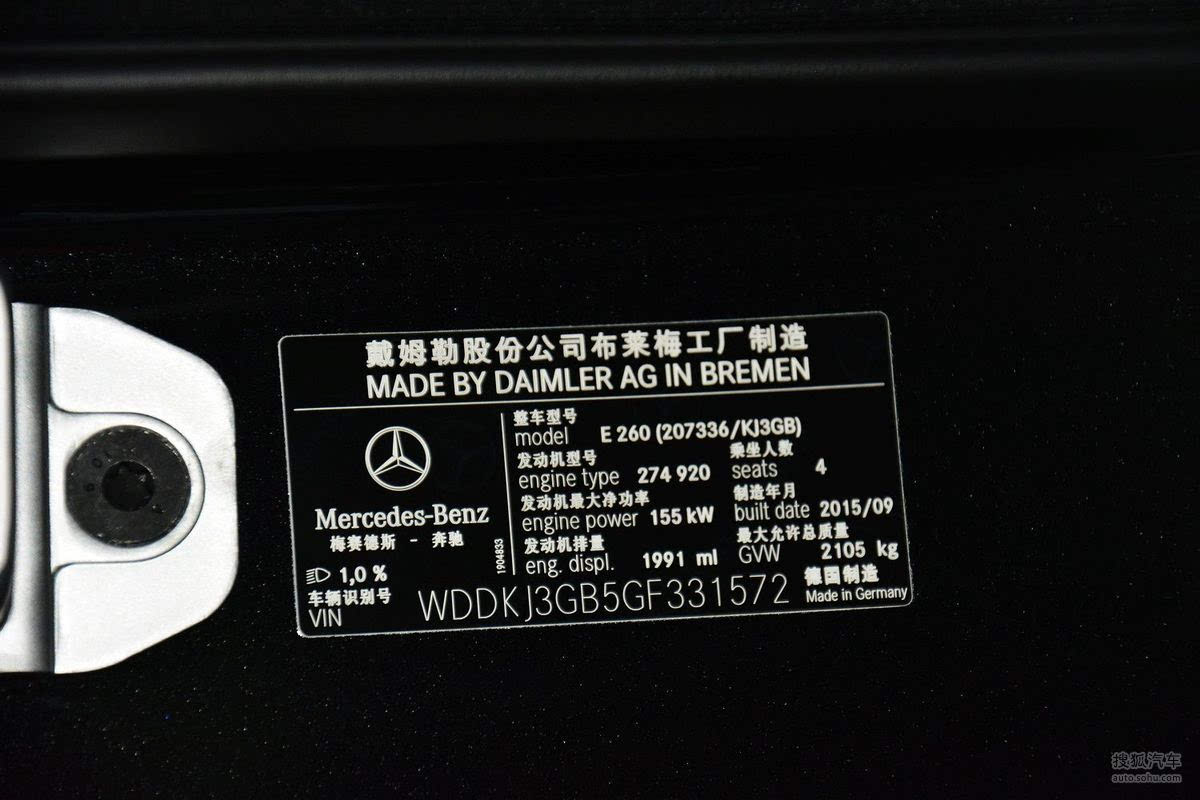 戴姆勒股份公司布莱梅工厂制造
MADE BY DAIMLER AG IN BREMEN
Mercedes-Benz
梅赛德斯 - 奔驰
1,0 %
1904833
整车型号
model E 260 (207336/KJ3GB)
发动机型号 乘坐人数
engine type 274 920 seats 4
发动机最大净功率 制造年月
engine power 155 kW built date 2015/09
发动机排量 最大允许总质量
eng. displ. 1991 ml GVW 2105 kg
车辆识别号 德国制造
VIN WDDKJ3GB5GF331572 Made in Germany
搜狐汽车
auto.sohu.com